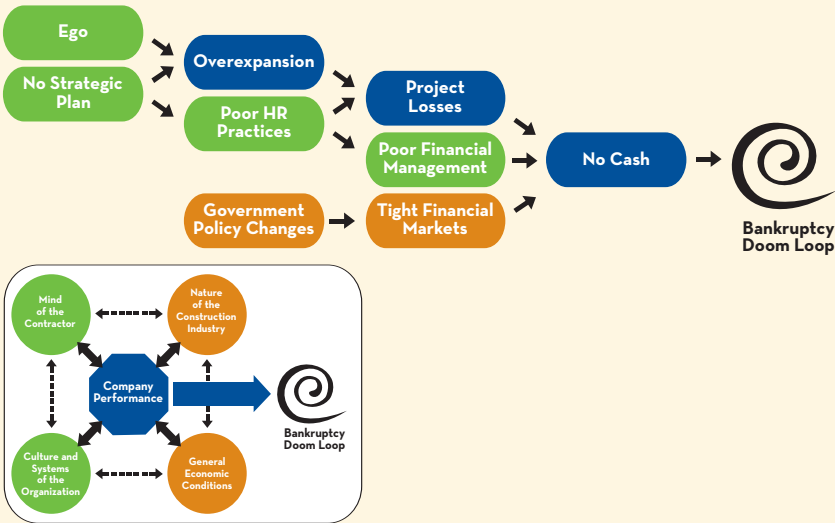 Ego
No Strategic
Plan
Overexpansion
Poor HR
Practices
Project
Losses
Poor Financial
Management
No Cash
Government
Policy Changes
Tight Financial
Markets
Bankruptcy
Doom Loop
Mind
of the
Contractor
Nature
of the
Construction
Industry
Company
Performance
Bankruptcy
Doom Loop
Culture and
Systems
of the
Organization
General
Economic
Conditions